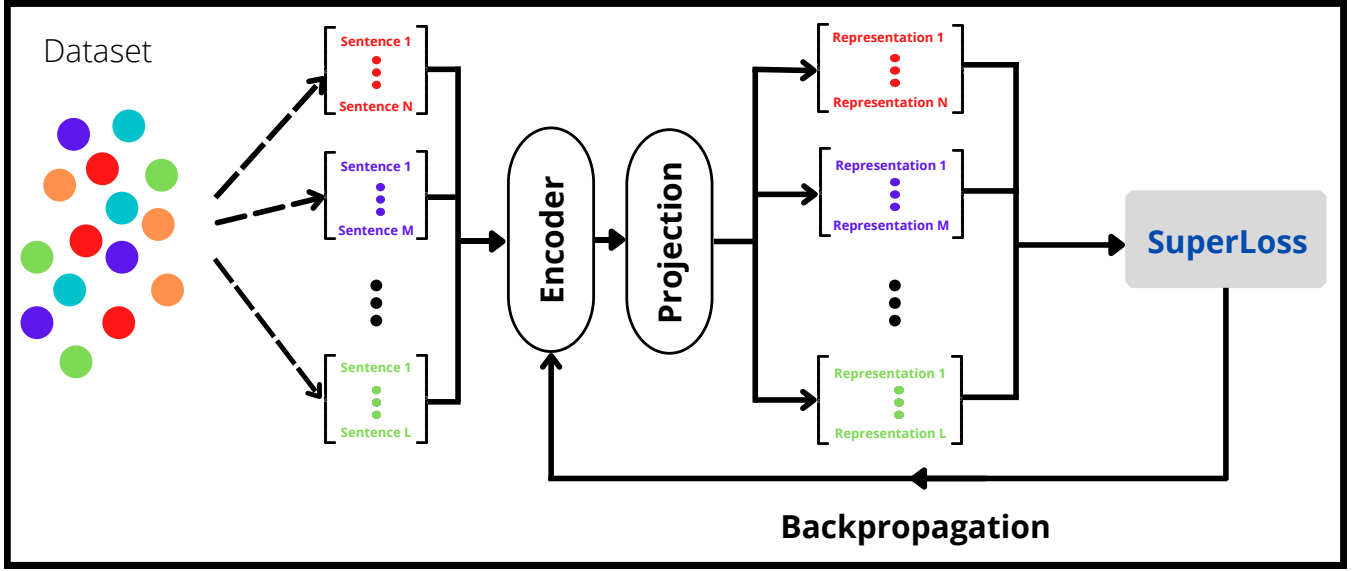 Dataset
Sentence 1
Sentence N
Sentence 1
Sentence M
Sentence 1
Sentence L
Encoder
Projection
Representation 1
Representation N
Representation 1
Representation M
Representation 1
Representation L
SuperLoss
Backpropagation